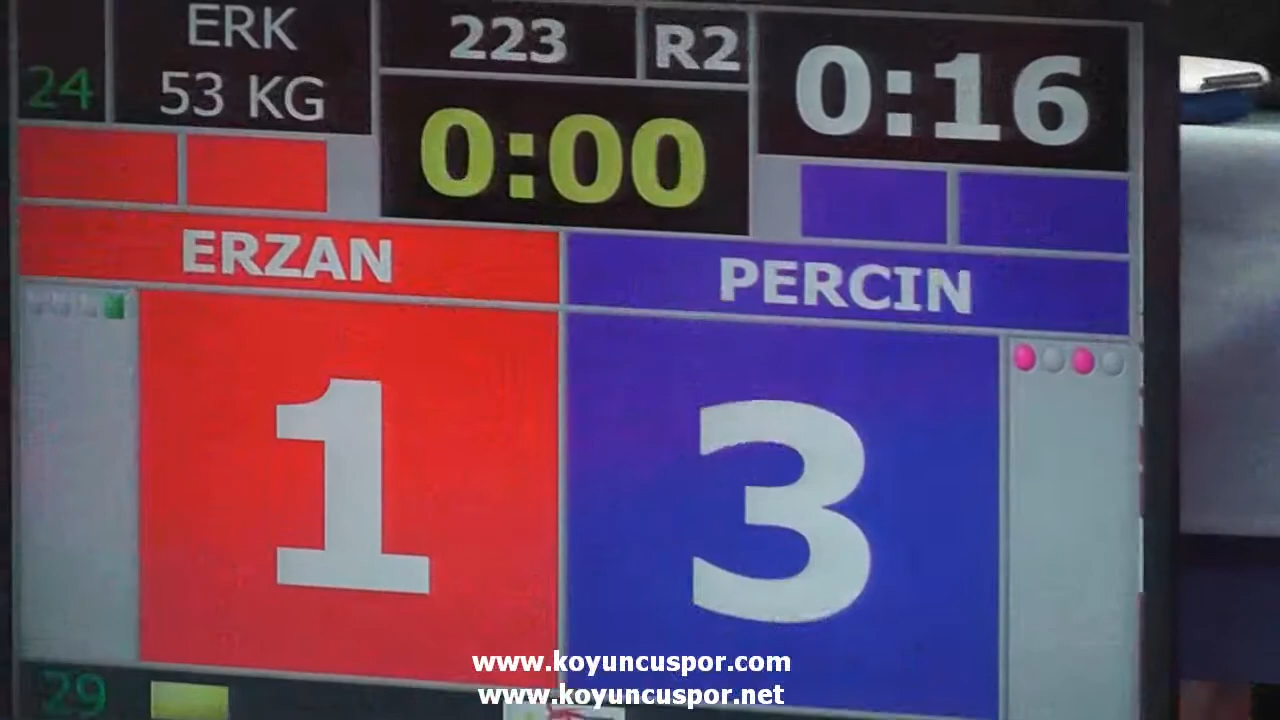 24
ERK
53 KG
223
R2
0:16
0:00
ERZAN
PERCIN
1
3
29
www.koyuncuspor.com
www.koyuncuspor.net